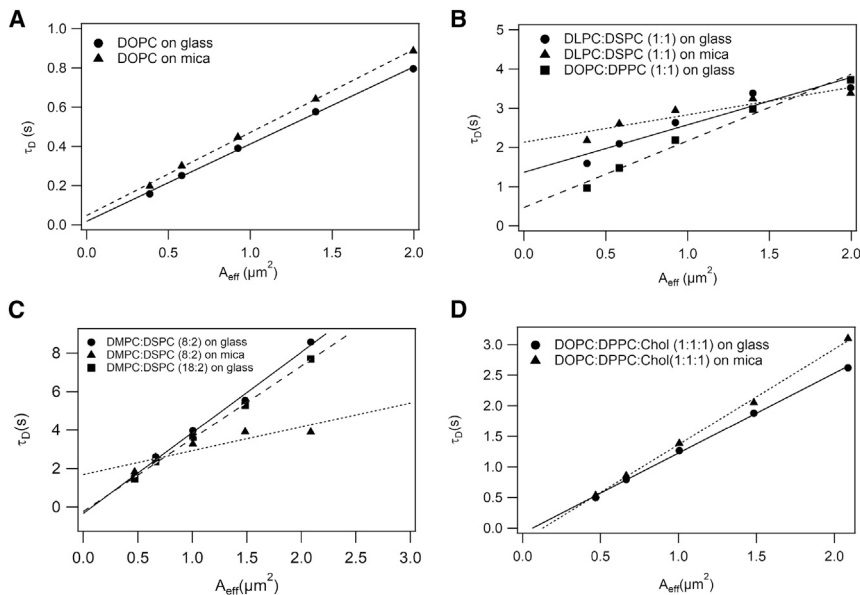 A
DOPC on glass
DOPC on mica
1.0
0.8
0.6
0.4
0.2
0.0
τD (s)
0.0 0.5 1.0 1.5 2.0
Aeff (μm²)
B
DLPC:DSPC (1:1) on glass
DLPC:DSPC (1:1) on mica
DOPC:DPPC (1:1) on glass
5
4
3
2
1
0
τD(s)
0.0 0.5 1.0 1.5 2.0
Aeff (μm²)
C
DMPC:DSPC (8:2) on glass
DMPC:DSPC (8:2) on mica
DMPC:DSPC (18:2) on glass
8
6
4
2
0
τD(s)
0.0 0.5 1.0 1.5 2.0 2.5 3.0
Aeff(μm²)
D
DOPC:DPPC:Chol (1:1:1) on glass
DOPC:DPPC:Chol(1:1:1) on mica
3.0
2.5
2.0
1.5
1.0
0.5
0.0
τD(s)
0.0 0.5 1.0 1.5 2.0
Aeff(μm²)